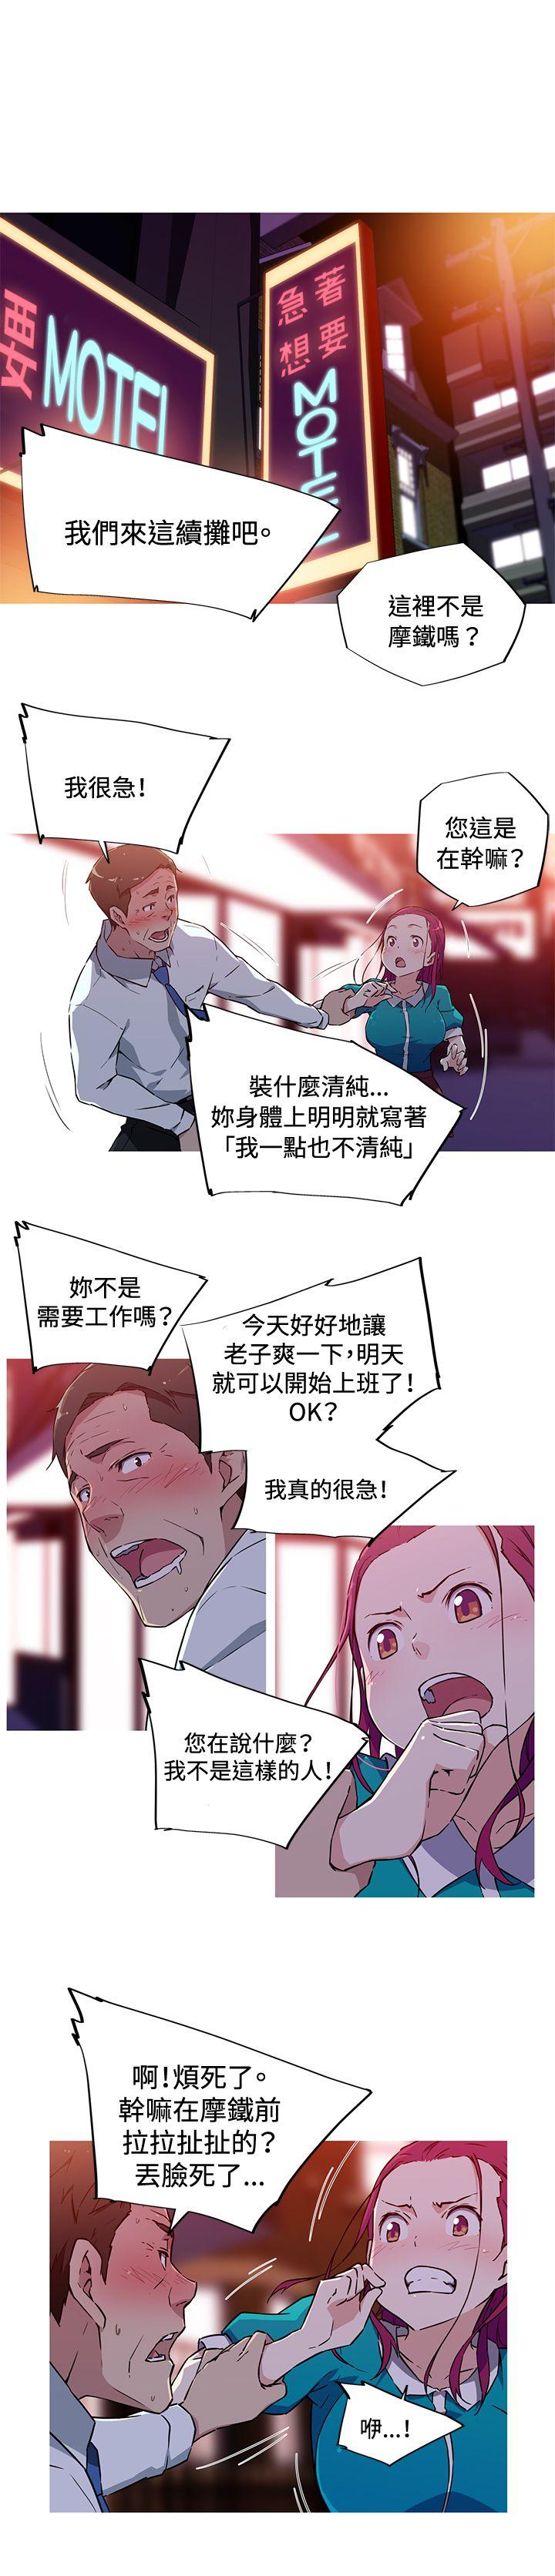 要
MOTEL
急著
想要
MOTEL
我們來這續攤吧。
這裡不是
摩鐵嗎？
我很急！
您這是
在幹嘛？
裝什麼清純…
妳身體上明明就寫著
「我一點也不清純」
妳不是
需要工作嗎？
今天好好地讓
老子爽一下，明天
就可以開始上班了！
OK？
我真的很急！
您在說什麼？
我不是這樣的人！
啊！煩死了。
幹嘛在摩鐵前
拉拉扯扯的？
丟臉死了…
咿…！